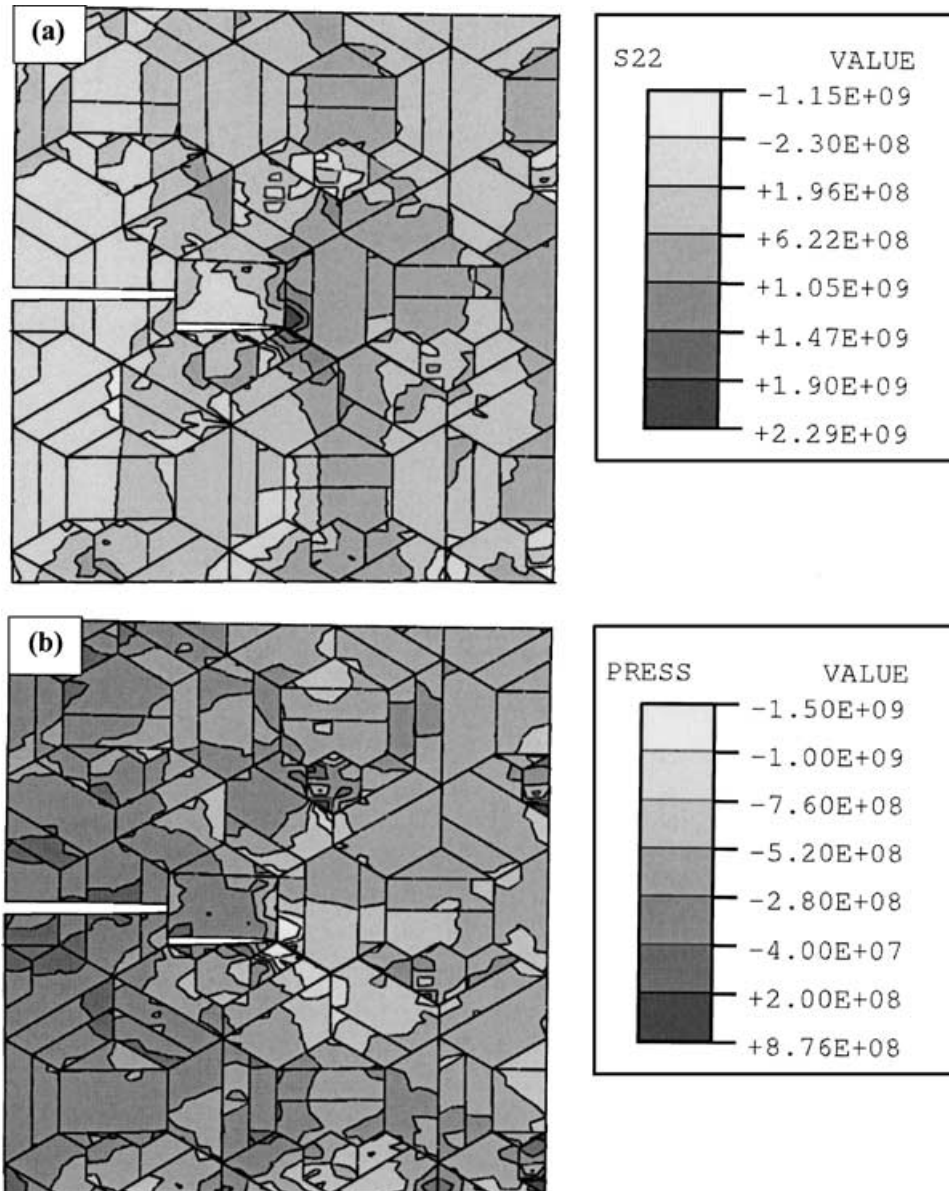 (a)
S22 VALUE
-1.15E+09
-2.30E+08
+1.96E+08
+6.22E+08
+1.05E+09
+1.47E+09
+1.90E+09
+2.29E+09
(b)
PRESS VALUE
-1.50E+09
-1.00E+09
-7.60E+08
-5.20E+08
-2.80E+08
-4.00E+07
+2.00E+08
+8.76E+08